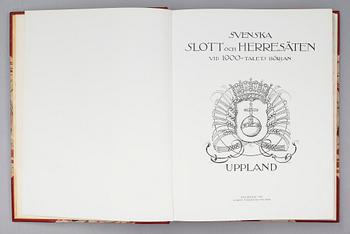 SVENSKA
SLOTT OCH HERRESÄTEN
VID 1900-TALETS BÖRJAN
UPPLAND